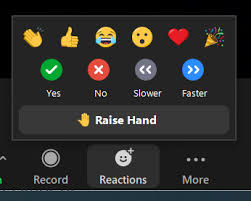 Yes No Slower Faster
Raise Hand
Record Reactions More